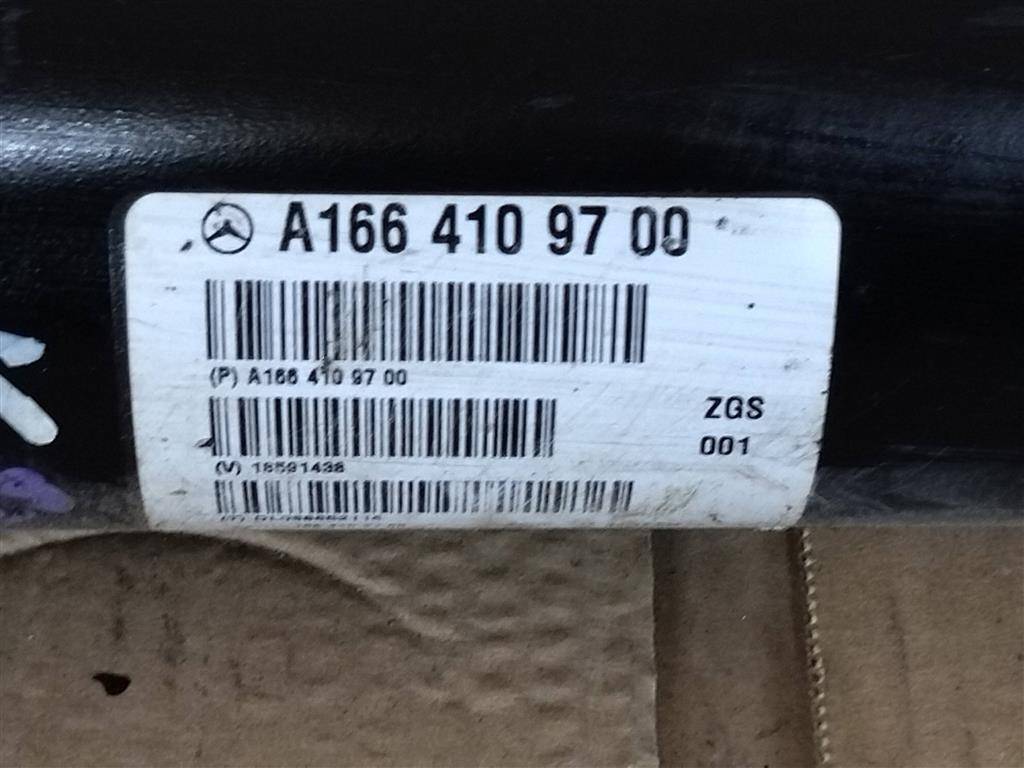 A166 410 97 00
(P) A166 410 97 00
ZGS
001
(V) 18591438